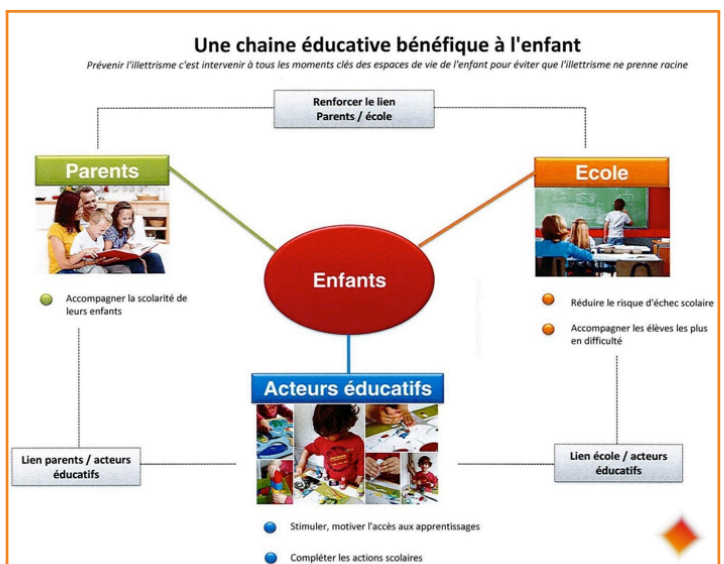 Une chaine éducative bénéfique à l'enfant
Prévenir l'illettrisme c'est intervenir à tous les moments clés des espaces de vie de l'enfant pour éviter que l'illettrisme ne prenne racine
Renforcer le lien
Parents / école
Parents
Ecole
Enfants
Accompagner la scolarité de
leurs enfants
Réduire le risque d'échec scolaire
Accompagner les élèves les plus
en difficulté
Acteurs éducatifs
Lien parents / acteurs
éducatifs
Lien école / acteurs
éducatifs
Stimuler, motiver l'accès aux apprentissages
Compléter les actions scolaires